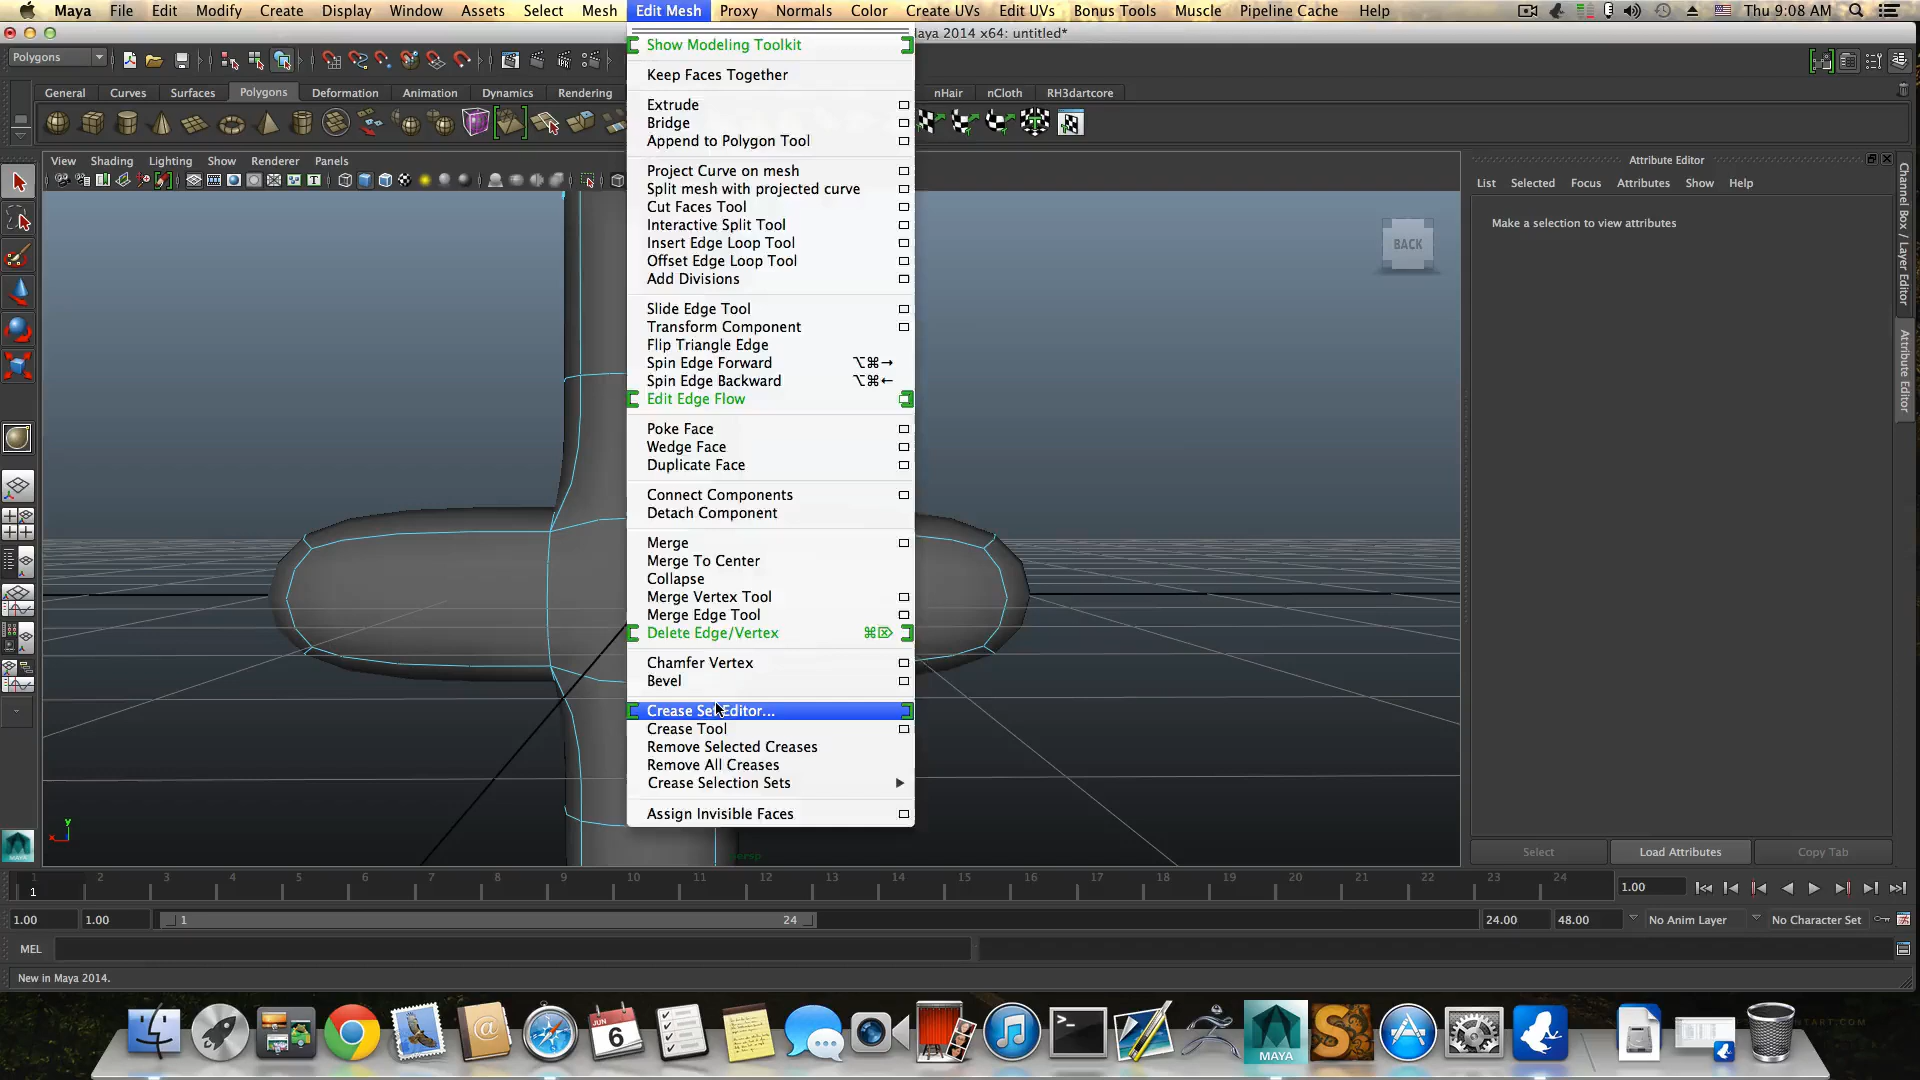 Maya File Edit Modify Create Display Window Assets Select Mesh Edit Mesh Proxy Normals Color Create UVs Edit UVs Bonus Tools Muscle Pipeline Cache Help Thu 9:08 AM
aya 2014 x64: untitled*
Polygons
General Curves Surfaces Polygons Deformation Animation Dynamics Rendering nHair nCloth RH3dartcore
View Shading Lighting Show Renderer Panels
Show Modeling Toolkit
Keep Faces Together
Extrude
Bridge
Append to Polygon Tool
Project Curve on mesh
Split mesh with projected curve
Cut Faces Tool
Interactive Split Tool
Insert Edge Loop Tool
Offset Edge Loop Tool
Add Divisions
Slide Edge Tool
Transform Component
Flip Triangle Edge
Spin Edge Forward ⌥⌘→
Spin Edge Backward ⌥⌘←
Edit Edge Flow
Poke Face
Wedge Face
Duplicate Face
Connect Components
Detach Component
Merge
Merge To Center
Collapse
Merge Vertex Tool
Merge Edge Tool
Delete Edge/Vertex ⌘⌦
Chamfer Vertex
Bevel
Crease Set Editor...
Crease Tool
Remove Selected Creases
Remove All Creases
Crease Selection Sets
Assign Invisible Faces
BACK
y
x
persp
Attribute Editor
List Selected Focus Attributes Show Help
Make a selection to view attributes
Channel Box / Layer Editor
Attribute Editor
Select Load Attributes Copy Tab
1 2 3 4 5 6 7 8 9 10 11 12 13 14 15 16 17 18 19 20 21 22 23 24
1
1.00
1.00 1.00 1 24 24.00 48.00 No Anim Layer No Character Set
MEL
New in Maya 2014.
JUN
6
MAYA